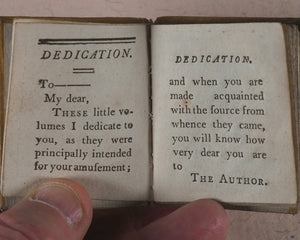 DEDICATION.
To———
My dear,
THESE little vo-
lumes I dedicate to
you, as they were
principally intended
for your amuſement;
DEDICATION.
and when you are
made acquainted
with the ſource from
whence they came,
you will know how
very dear you are
to
THE AUTHOR.